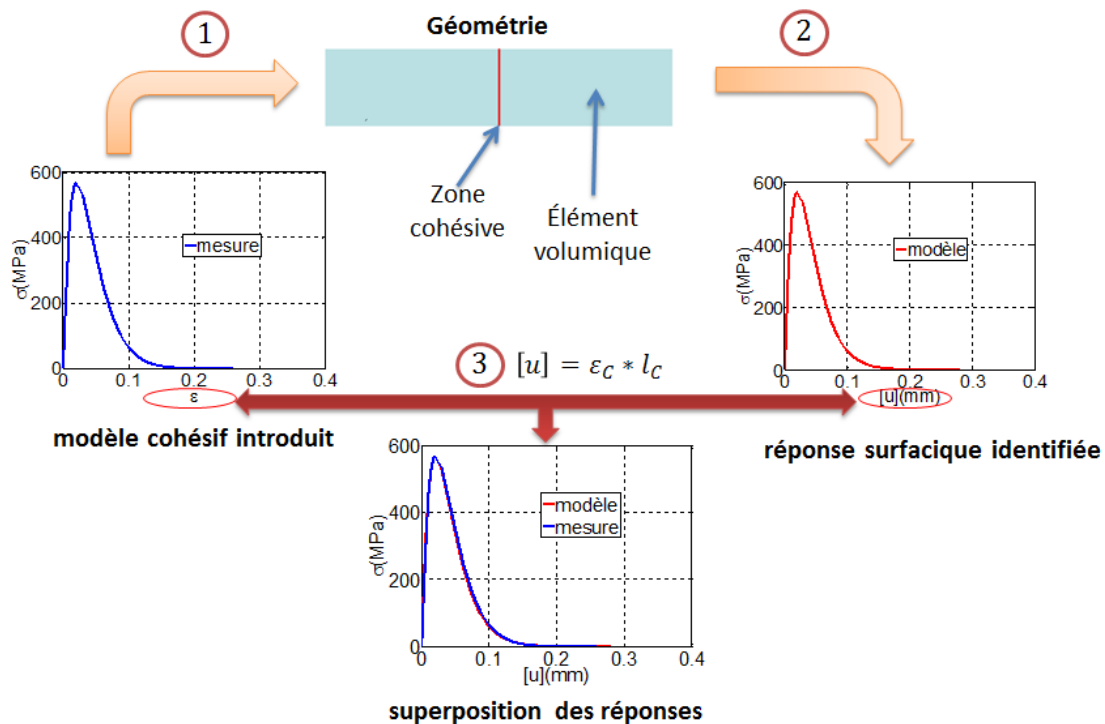 Géométrie
1
2
Zone
cohésive
Élément
volumique
600
400
200
0
0
0.1
0.2
0.3
0.4
σ(MPa)
ε
mesure
modèle cohésif introduit
3 [u] = ε_C * l_C
600
400
200
0
0
0.1
0.2
0.3
0.4
σ(MPa)
[u](mm)
modèle
réponse surfacique identifiée
600
400
200
0
0
0.1
0.2
0.3
0.4
σ(MPa)
[u](mm)
modèle
mesure
superposition des réponses